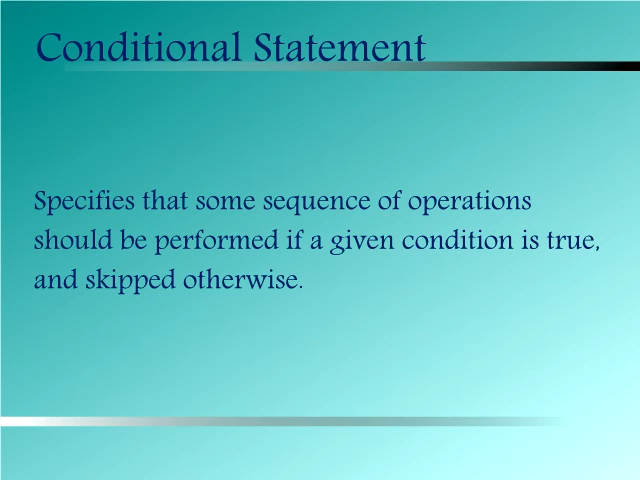 Conditional Statement
Specifies that some sequence of operations
should be performed if a given condition is true,
and skipped otherwise.